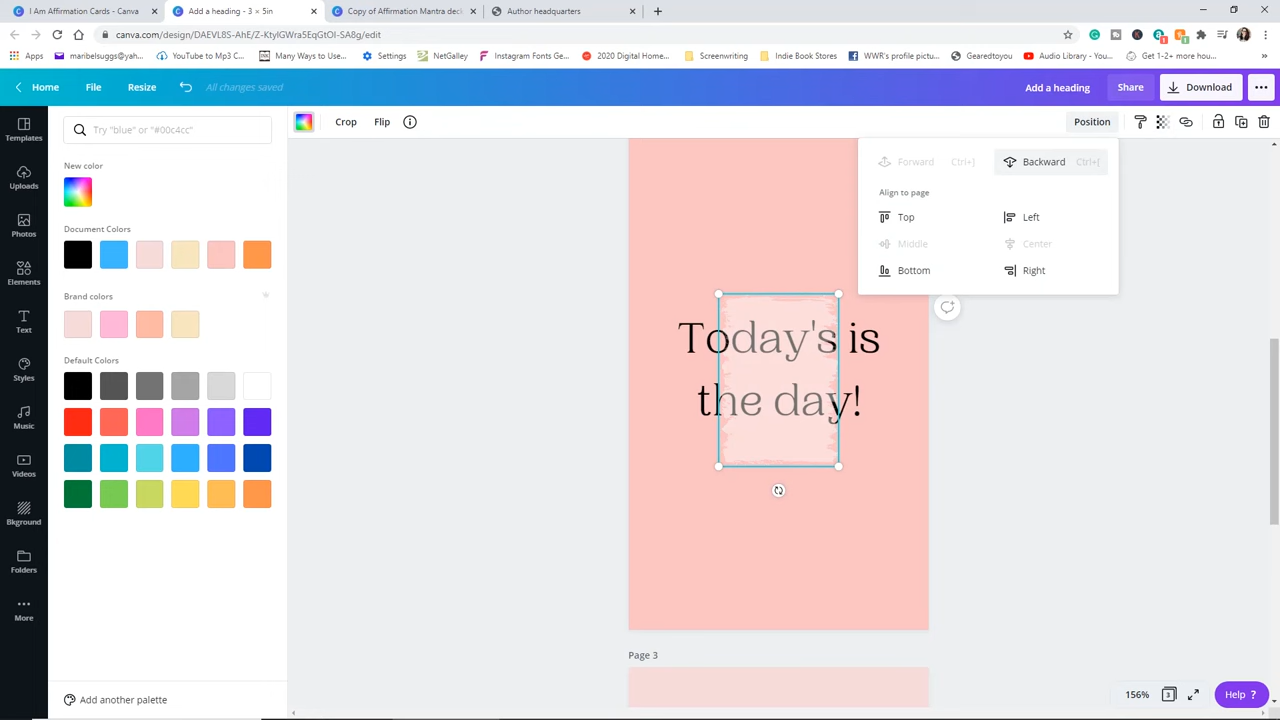 I Am Affirmation Cards - Canva
Add a heading - 3 × 5in
Copy of Affirmation Mantra deck
Author headquarters
canva.com/design/DAEVL8S-AhE/Z-KtylGWra5EqGtOI-SA8g/edit
Apps
maribelsuggs@yaho...
YouTube to Mp3 C...
Many Ways to Use...
Settings
NetGalley
Instagram Fonts Ge...
2020 Digital Home...
Screenwriting
Indie Book Stores
WWR's profile pictu...
Gearedtoyou
Audio Library - You...
Get 1-2+ more hou...
Home
File
Resize
All changes saved
Add a heading
Share
Download
Templates
Uploads
Photos
Elements
Text
Styles
Music
Videos
Bkground
Folders
More
Try "blue" or "#00c4cc"
New color
Document Colors
Brand colors
Default Colors
Add another palette
Crop
Flip
Position
Forward Ctrl+]
Backward Ctrl+[
Align to page
Top
Left
Middle
Center
Bottom
Right
Today's is
the day!
Page 3
156%
3
Help ?